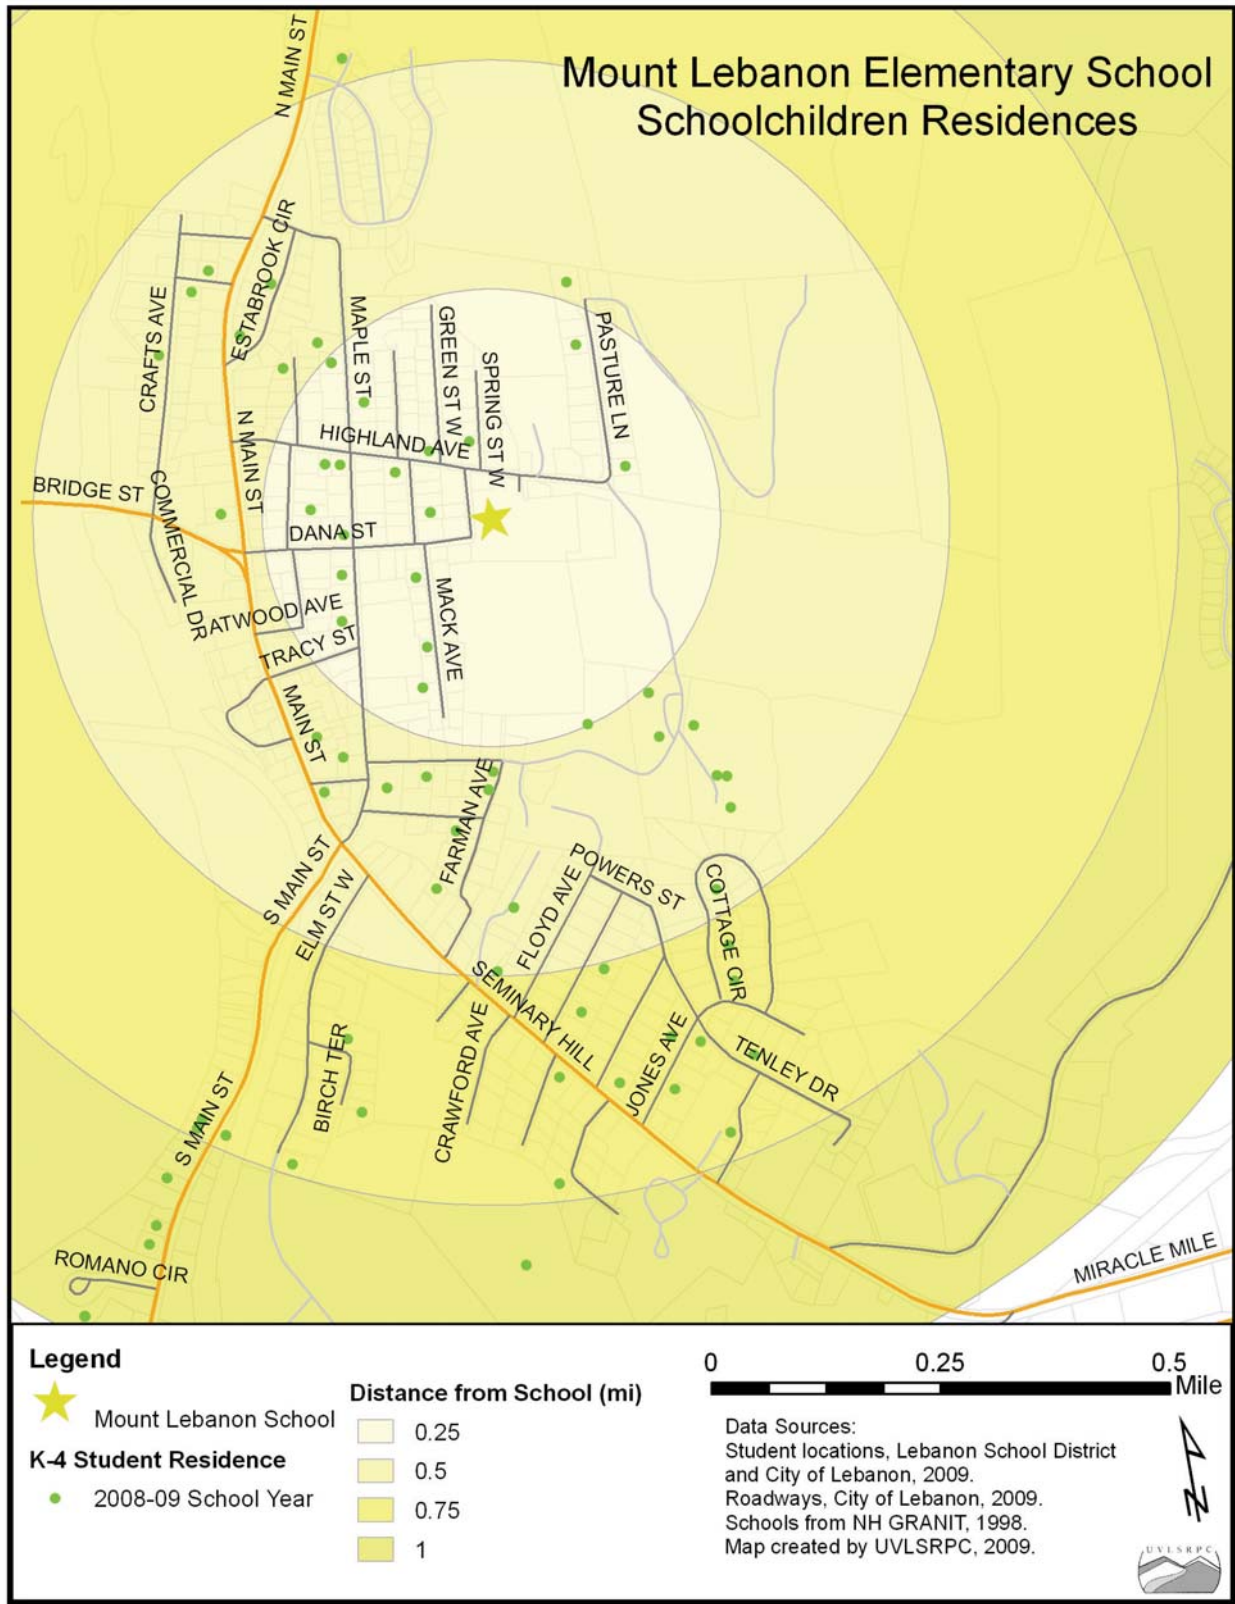 Mount Lebanon Elementary School
Schoolchildren Residences
N MAIN ST
ESTABROOK CIR
CRAFTS AVE
MAPLE ST
GREEN ST W
SPRING ST W
PASTURE LN
N MAIN ST
HIGHLAND AVE
BRIDGE ST
COMMERCIAL DR
DANA ST
ATWOOD AVE
MACK AVE
TRACY ST
MAIN ST
FARMAN AVE
S MAIN ST
ELM ST W
FLOYD AVE
POWERS ST
COTTAGE CIR
SEMINARY HILL
CRAWFORD AVE
BIRCH TER
JONES AVE
TENLEY DR
S MAIN ST
ROMANO CIR
MIRACLE MILE
Legend
Mount Lebanon School
K-4 Student Residence
2008-09 School Year
Distance from School (mi)
0.25
0.5
0.75
1
0 0.25 0.5
Mile
Data Sources:
Student locations, Lebanon School District
and City of Lebanon, 2009.
Roadways, City of Lebanon, 2009.
Schools from NH GRANIT, 1998.
Map created by UVLSRPC, 2009.
N
UVLSRPC